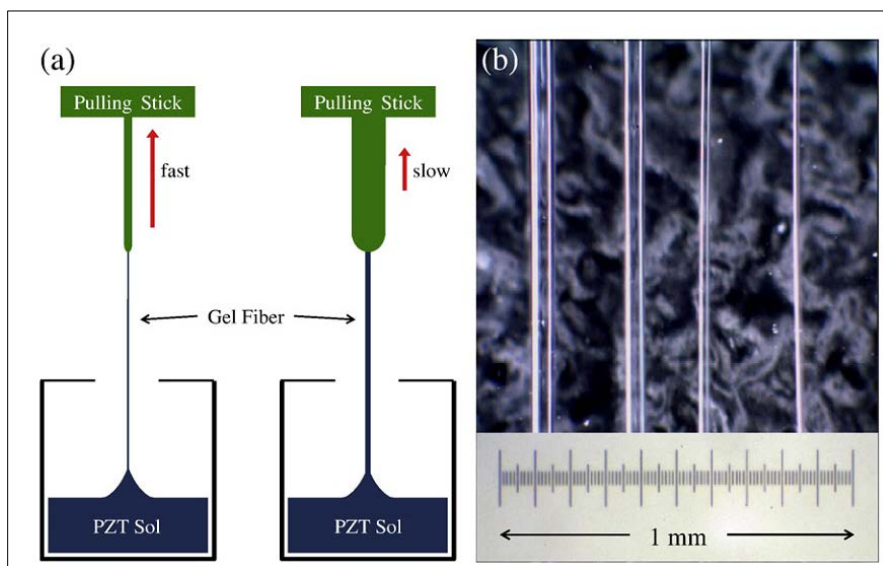 (a)
Pulling Stick
Pulling Stick
fast
slow
Gel Fiber
PZT Sol
PZT Sol
(b)
1 mm